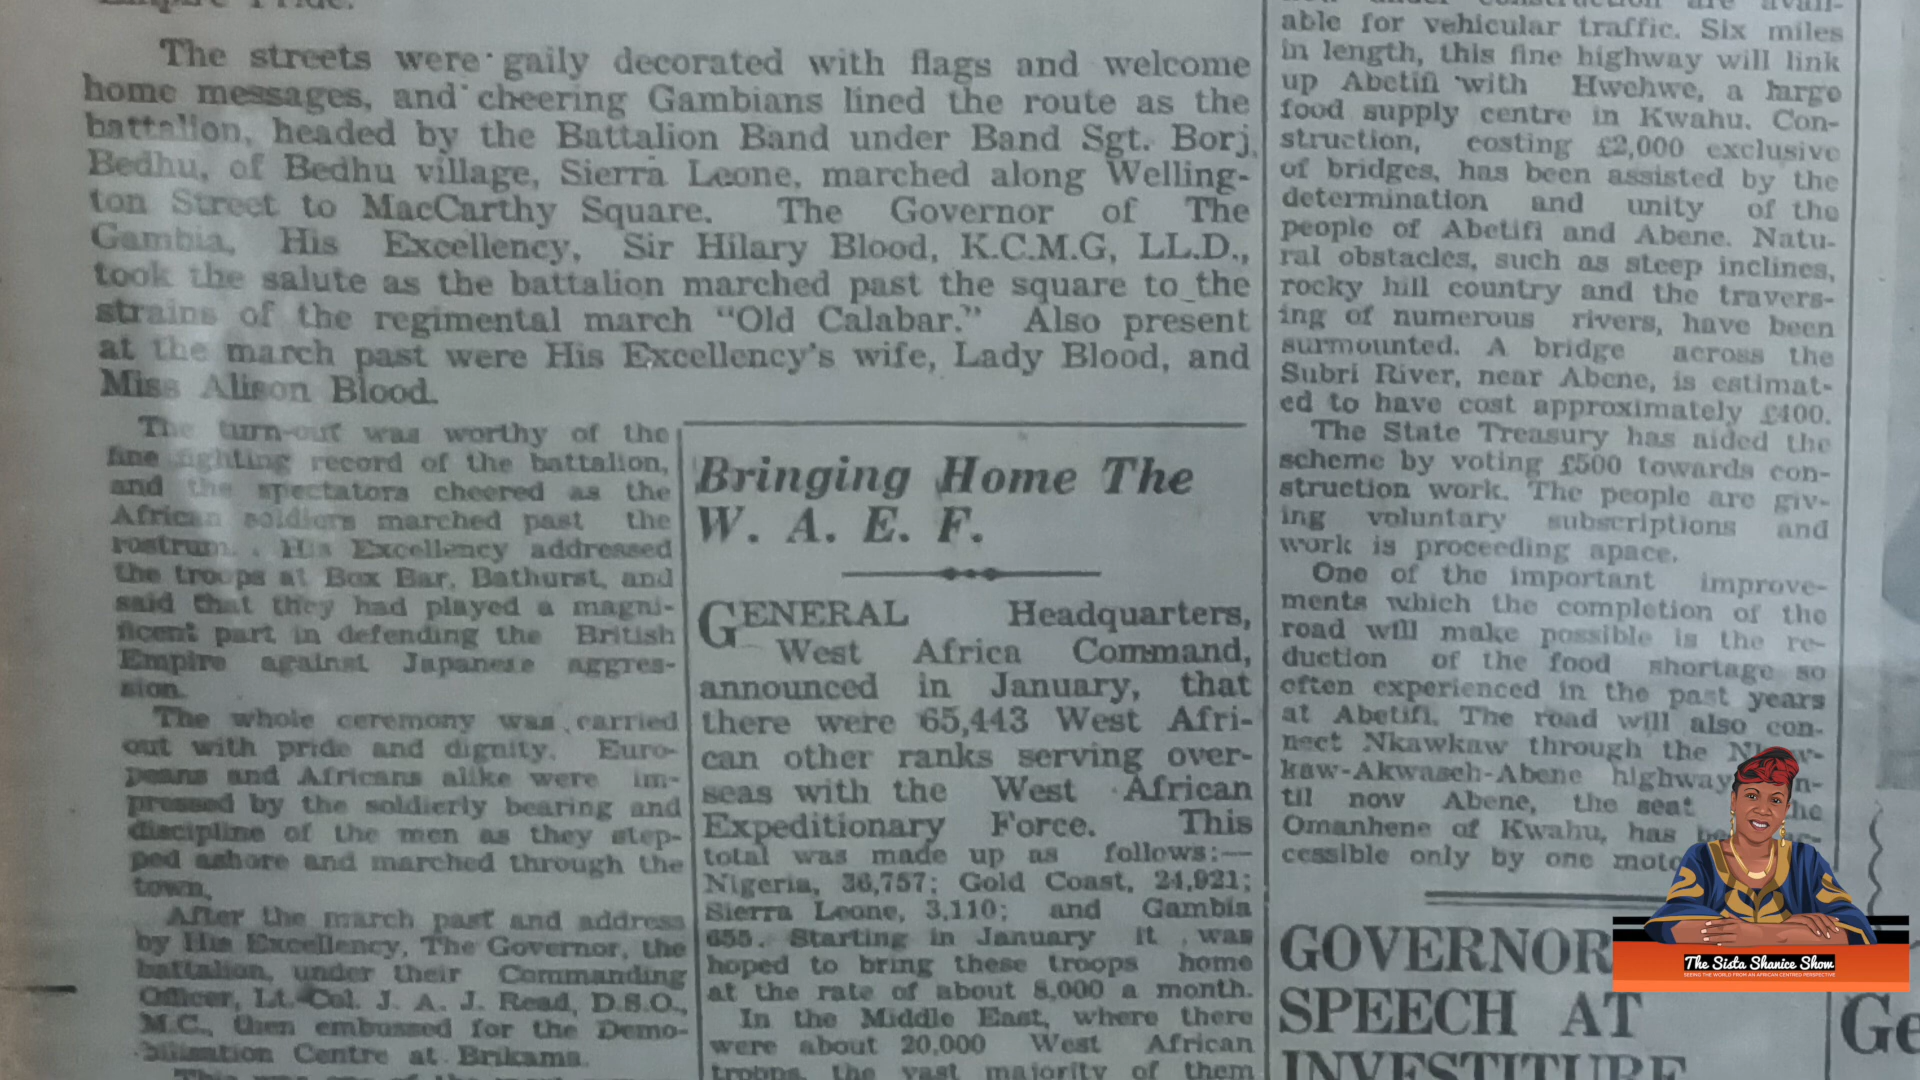 The streets were gaily decorated with flags and welcome
home messages, and cheering Gambians lined the route as the
battalion, headed by the Battalion Band under Band Sgt. Borj
Bedhu, of Bedhu village, Sierra Leone, marched along Welling-
ton Street to MacCarthy Square. The Governor of The
Gambia, His Excellency, Sir Hilary Blood, K.C.M.G, LL.D.,
took the salute as the battalion marched past the square to the
strains of the regimental march "Old Calabar." Also present
at the march past were His Excellency's wife, Lady Blood, and
Miss Alison Blood.
The turn-out was worthy of the
fine fighting record of the battalion,
and the spectators cheered as the
African soldiers marched past the
rostrum. His Excellency addressed
the troops at Box Bar, Bathurst, and
said that they had played a magni-
ficent part in defending the British
Empire against Japanese aggres-
sion.
The whole ceremony was carried
out with pride and dignity. Euro-
peans and Africans alike were im-
pressed by the soldierly bearing and
discipline of the men as they step-
ped ashore and marched through the
town.
After the march past and address
by His Excellency, The Governor, the
battalion, under their Commanding
Officer, Lt. Col. J. A. J. Read, D.S.O.,
M.C., then embussed for the Demo-
bilisation Centre at Brikama.
Bringing Home The
W. A. E. F.
GENERAL Headquarters,
West Africa Command,
announced in January, that
there were 65,443 West Afri-
can other ranks serving over-
seas with the West African
Expeditionary Force. This
total was made up as follows:—
Nigeria, 36,757; Gold Coast, 24,921;
Sierra Leone, 3,110; and Gambia
655. Starting in January it was
hoped to bring these troops home
at the rate of about 8,000 a month.
In the Middle East, where there
were about 20,000 West African
troops, the vast majority of them
able for vehicular traffic. Six miles
in length, this fine highway will link
up Abetifi with Hwehwe, a large
food supply centre in Kwahu. Con-
struction, costing £2,000 exclusive
of bridges, has been assisted by the
determination and unity of the
people of Abetifi and Abene. Natu-
ral obstacles, such as steep inclines,
rocky hill country and the travers-
ing of numerous rivers, have been
surmounted. A bridge across the
Subri River, near Abene, is estimat-
ed to have cost approximately £400.
The State Treasury has aided the
scheme by voting £500 towards con-
struction work. The people are giv-
ing voluntary subscriptions and
work is proceeding apace.
One of the important improve-
ments which the completion of the
road will make possible is the re-
duction of the food shortage so
often experienced in the past years
at Abetifi. The road will also con-
nect Nkawkaw through the
kaw-Akwaseh-Abene highway
til now Abene, the seat
Omanhene of Kwahu, has
cessible only by one
GOVERNOR
SPEECH AT
INVESTITURE
Ge
The Sista Shanice Show
SEEING THE WORLD FROM AN AFRICAN CENTRED PERSPECTIVE